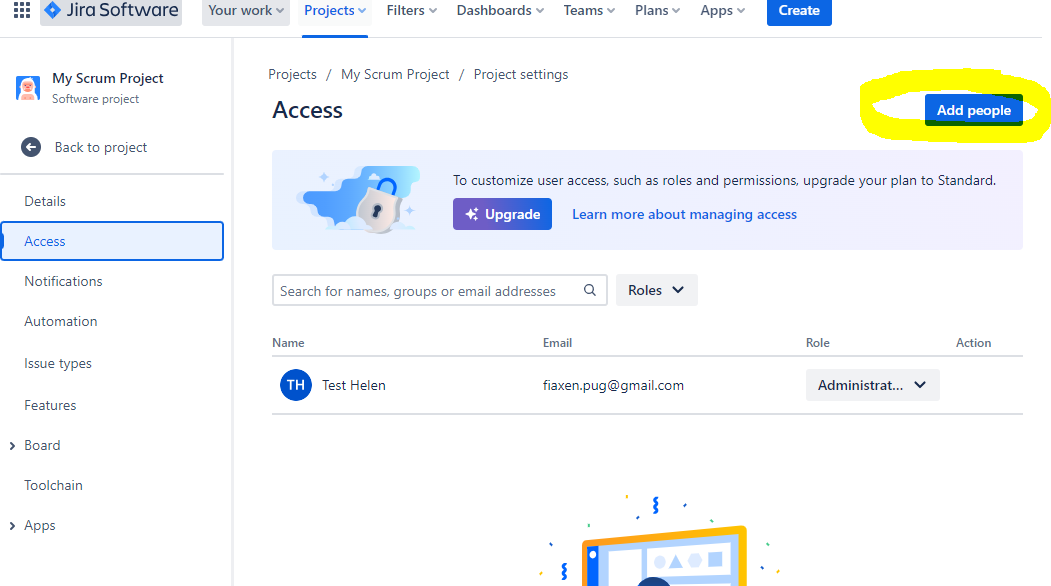 Jira Software Your work Projects Filters Dashboards Teams Plans Apps Create
My Scrum Project
Software project
Back to project
Details
Access
Notifications
Automation
Issue types
Features
Board
Toolchain
Apps
Projects / My Scrum Project / Project settings
Access
Add people
To customize user access, such as roles and permissions, upgrade your plan to Standard.
Upgrade Learn more about managing access
Search for names, groups or email addresses Roles
Name Email Role Action
TH Test Helen fiaxen.pug@gmail.com Administrat...